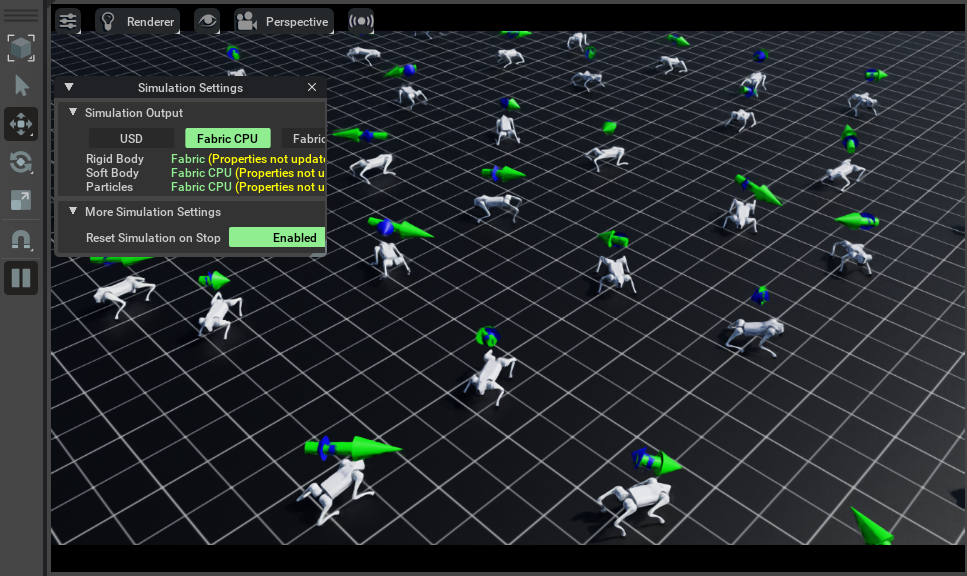 Renderer
Perspective
Simulation Settings
Simulation Output
USD
Fabric CPU
Fabric
Rigid Body Fabric (Properties not update
Soft Body Fabric CPU (Properties not u
Particles Fabric CPU (Properties not u
More Simulation Settings
Reset Simulation on Stop Enabled